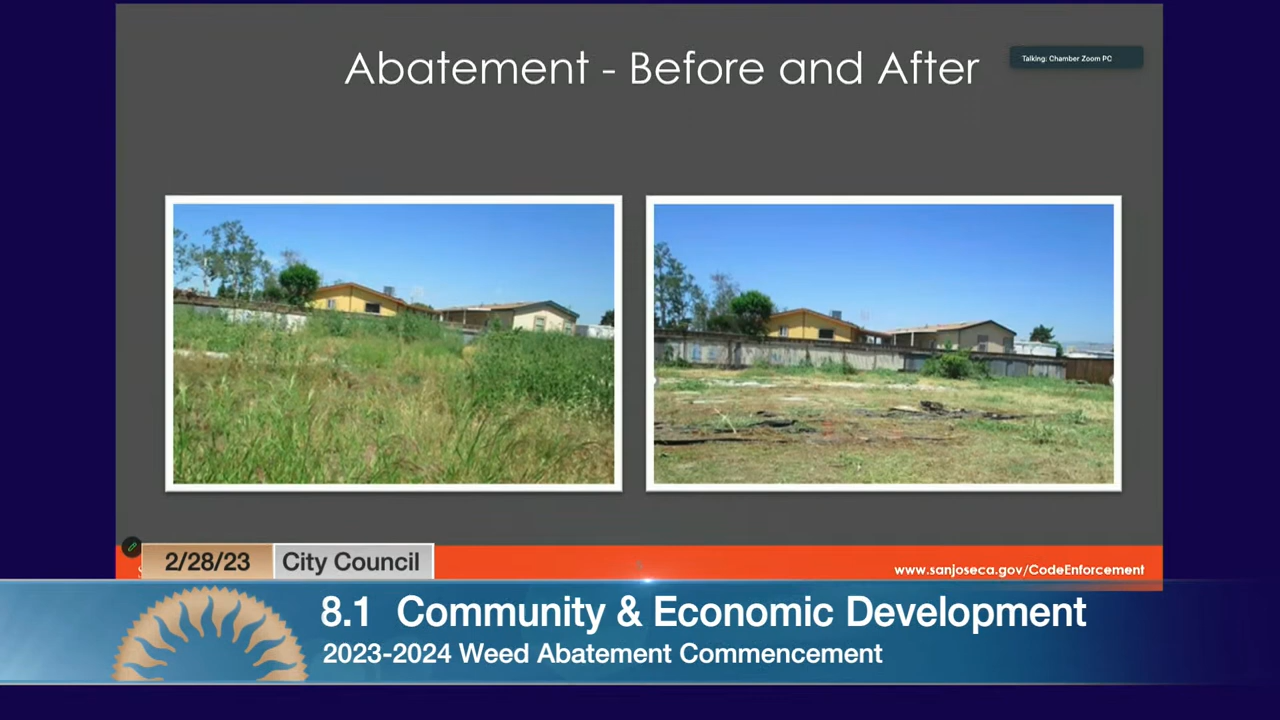 Abatement - Before and After
Talking: Chamber Zoom PC
www.sanjoseca.gov/CodeEnforcement
2/28/23
City Council
8.1 Community & Economic Development
2023-2024 Weed Abatement Commencement